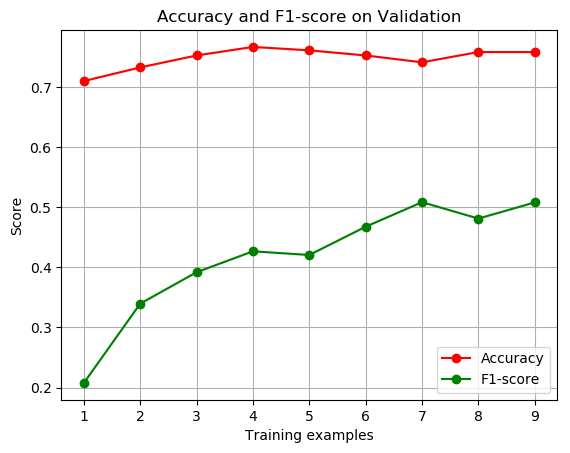 Accuracy and F1-score on Validation
0.7
0.6
0.5
0.4
0.3
0.2
Score
Accuracy
F1-score
1 2 3 4 5 6 7 8 9
Training examples